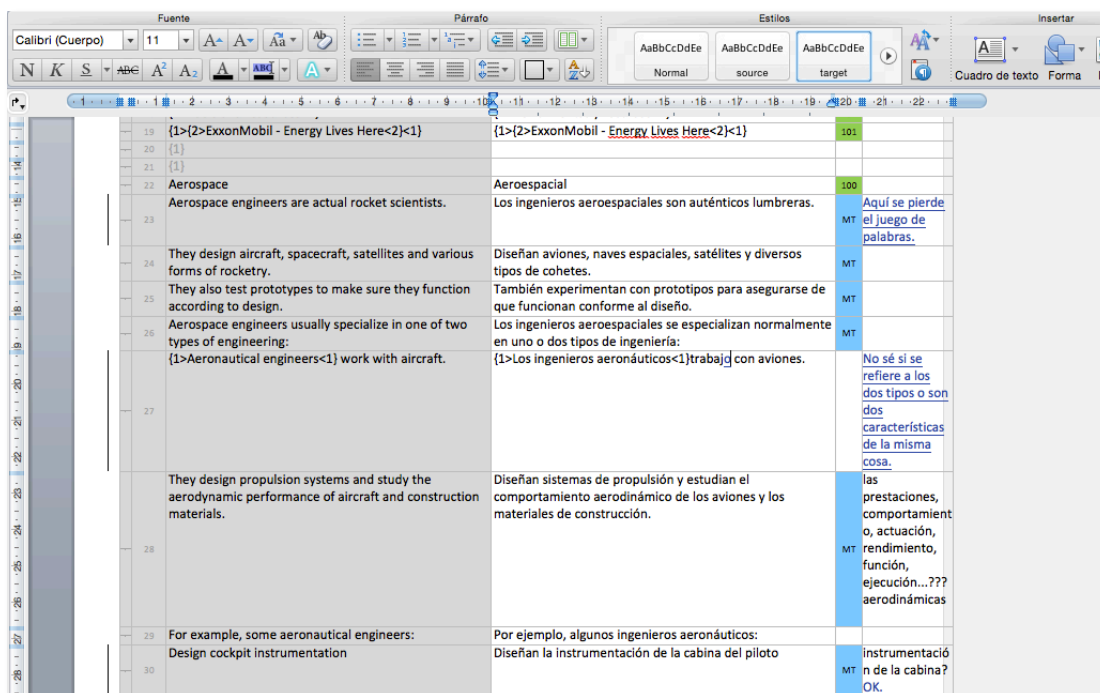 Fuente Párrafo Estilos Insertar
Calibri (Cuerpo) 11 A A Aa Ab
AaBbCcDdEe AaBbCcDdEe AaBbCcDdEe
Normal source target
Cuadro de texto Forma
N K S ABC A² A₂ A ABC A
19 {1>{2>ExxonMobil - Energy Lives Here<2}<1} {1>{2>ExxonMobil - Energy Lives Here<2}<1} 101
20 {1}
21 {1}
22 Aerospace Aeroespacial 100
23 Aerospace engineers are actual rocket scientists. Los ingenieros aeroespaciales son auténticos lumbreras. MT Aquí se pierde
el juego de
palabras.
24 They design aircraft, spacecraft, satellites and various Diseñan aviones, naves espaciales, satélites y diversos MT
forms of rocketry. tipos de cohetes.
25 They also test prototypes to make sure they function También experimentan con prototipos para asegurarse de MT
according to design. que funcionan conforme al diseño.
26 Aerospace engineers usually specialize in one of two Los ingenieros aeroespaciales se especializan normalmente MT
types of engineering: en uno o dos tipos de ingeniería:
27 {1>Aeronautical engineers<1} work with aircraft. {1>Los ingenieros aeronáuticos<1}trabajo con aviones. No sé si se
refiere a los
dos tipos o son
dos
características
de la misma
cosa.
28 They design propulsion systems and study the Diseñan sistemas de propulsión y estudian el MT las
aerodynamic performance of aircraft and construction comportamiento aerodinámico de los aviones y los prestaciones,
materials. materiales de construcción. comportamient
o, actuación,
rendimiento,
función,
ejecución...???
aerodinámicas
29 For example, some aeronautical engineers: Por ejemplo, algunos ingenieros aeronáuticos:
30 Design cockpit instrumentation Diseñan la instrumentación de la cabina del piloto MT instrumentació
n de la cabina?
OK.